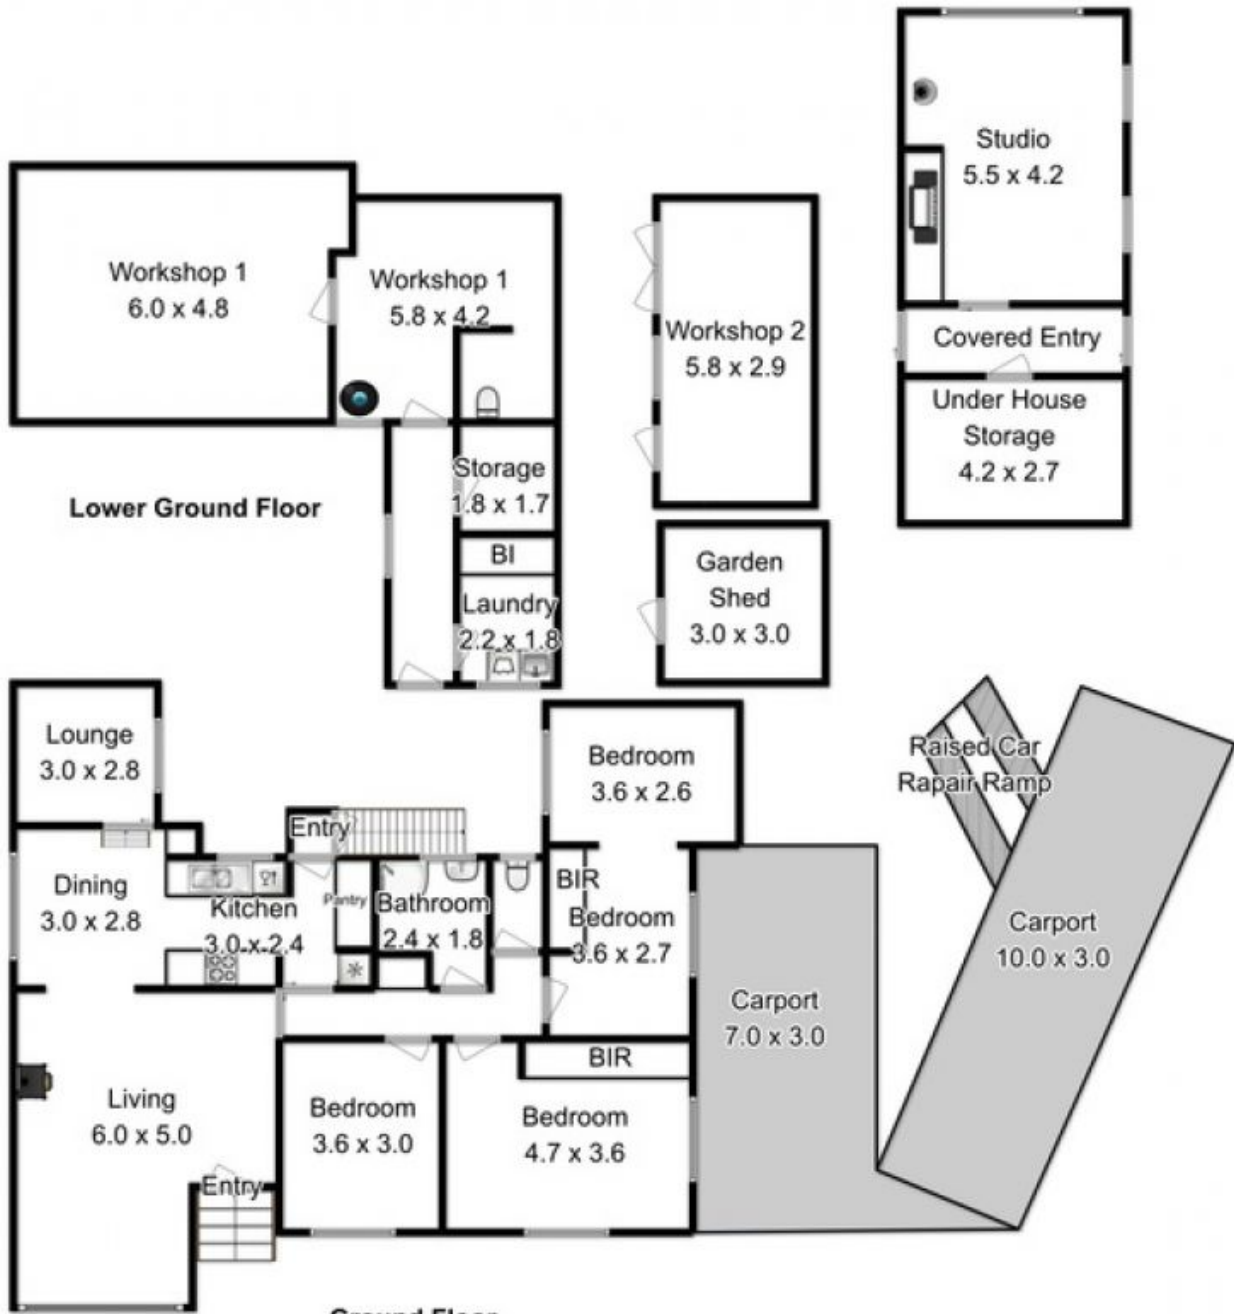 Studio
5.5 x 4.2
Workshop 1
6.0 x 4.8
Workshop 1
5.8 x 4.2
Workshop 2
5.8 x 2.9
Covered Entry
Under House
Storage
4.2 x 2.7
Storage
1.8 x 1.7
Lower Ground Floor
BI
Laundry
2.2 x 1.8
Garden
Shed
3.0 x 3.0
Lounge
3.0 x 2.8
Bedroom
3.6 x 2.6
Raised Car
Rapair Ramp
Entry
Dining
3.0 x 2.8
Kitchen
3.0 x 2.4
Pantry
Bathroom
2.4 x 1.8
BIR
Bedroom
3.6 x 2.7
Carport
10.0 x 3.0
Carport
7.0 x 3.0
BIR
Living
6.0 x 5.0
Bedroom
3.6 x 3.0
Bedroom
4.7 x 3.6
Entry
Ground Floor